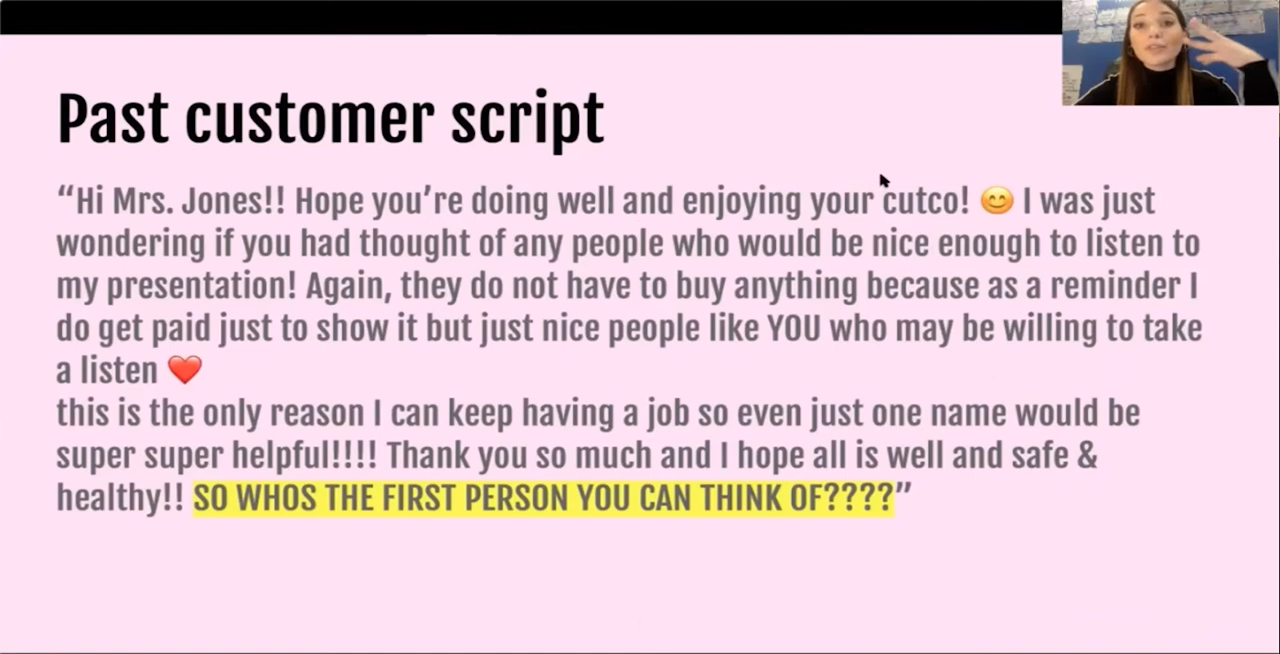 Past customer script
“Hi Mrs. Jones!! Hope you’re doing well and enjoying your cutco! 😊 I was just
wondering if you had thought of any people who would be nice enough to listen to
my presentation! Again, they do not have to buy anything because as a reminder I
do get paid just to show it but just nice people like YOU who may be willing to take
a listen ❤️
this is the only reason I can keep having a job so even just one name would be
super super helpful!!!! Thank you so much and I hope all is well and safe &
healthy!! SO WHOS THE FIRST PERSON YOU CAN THINK OF????”